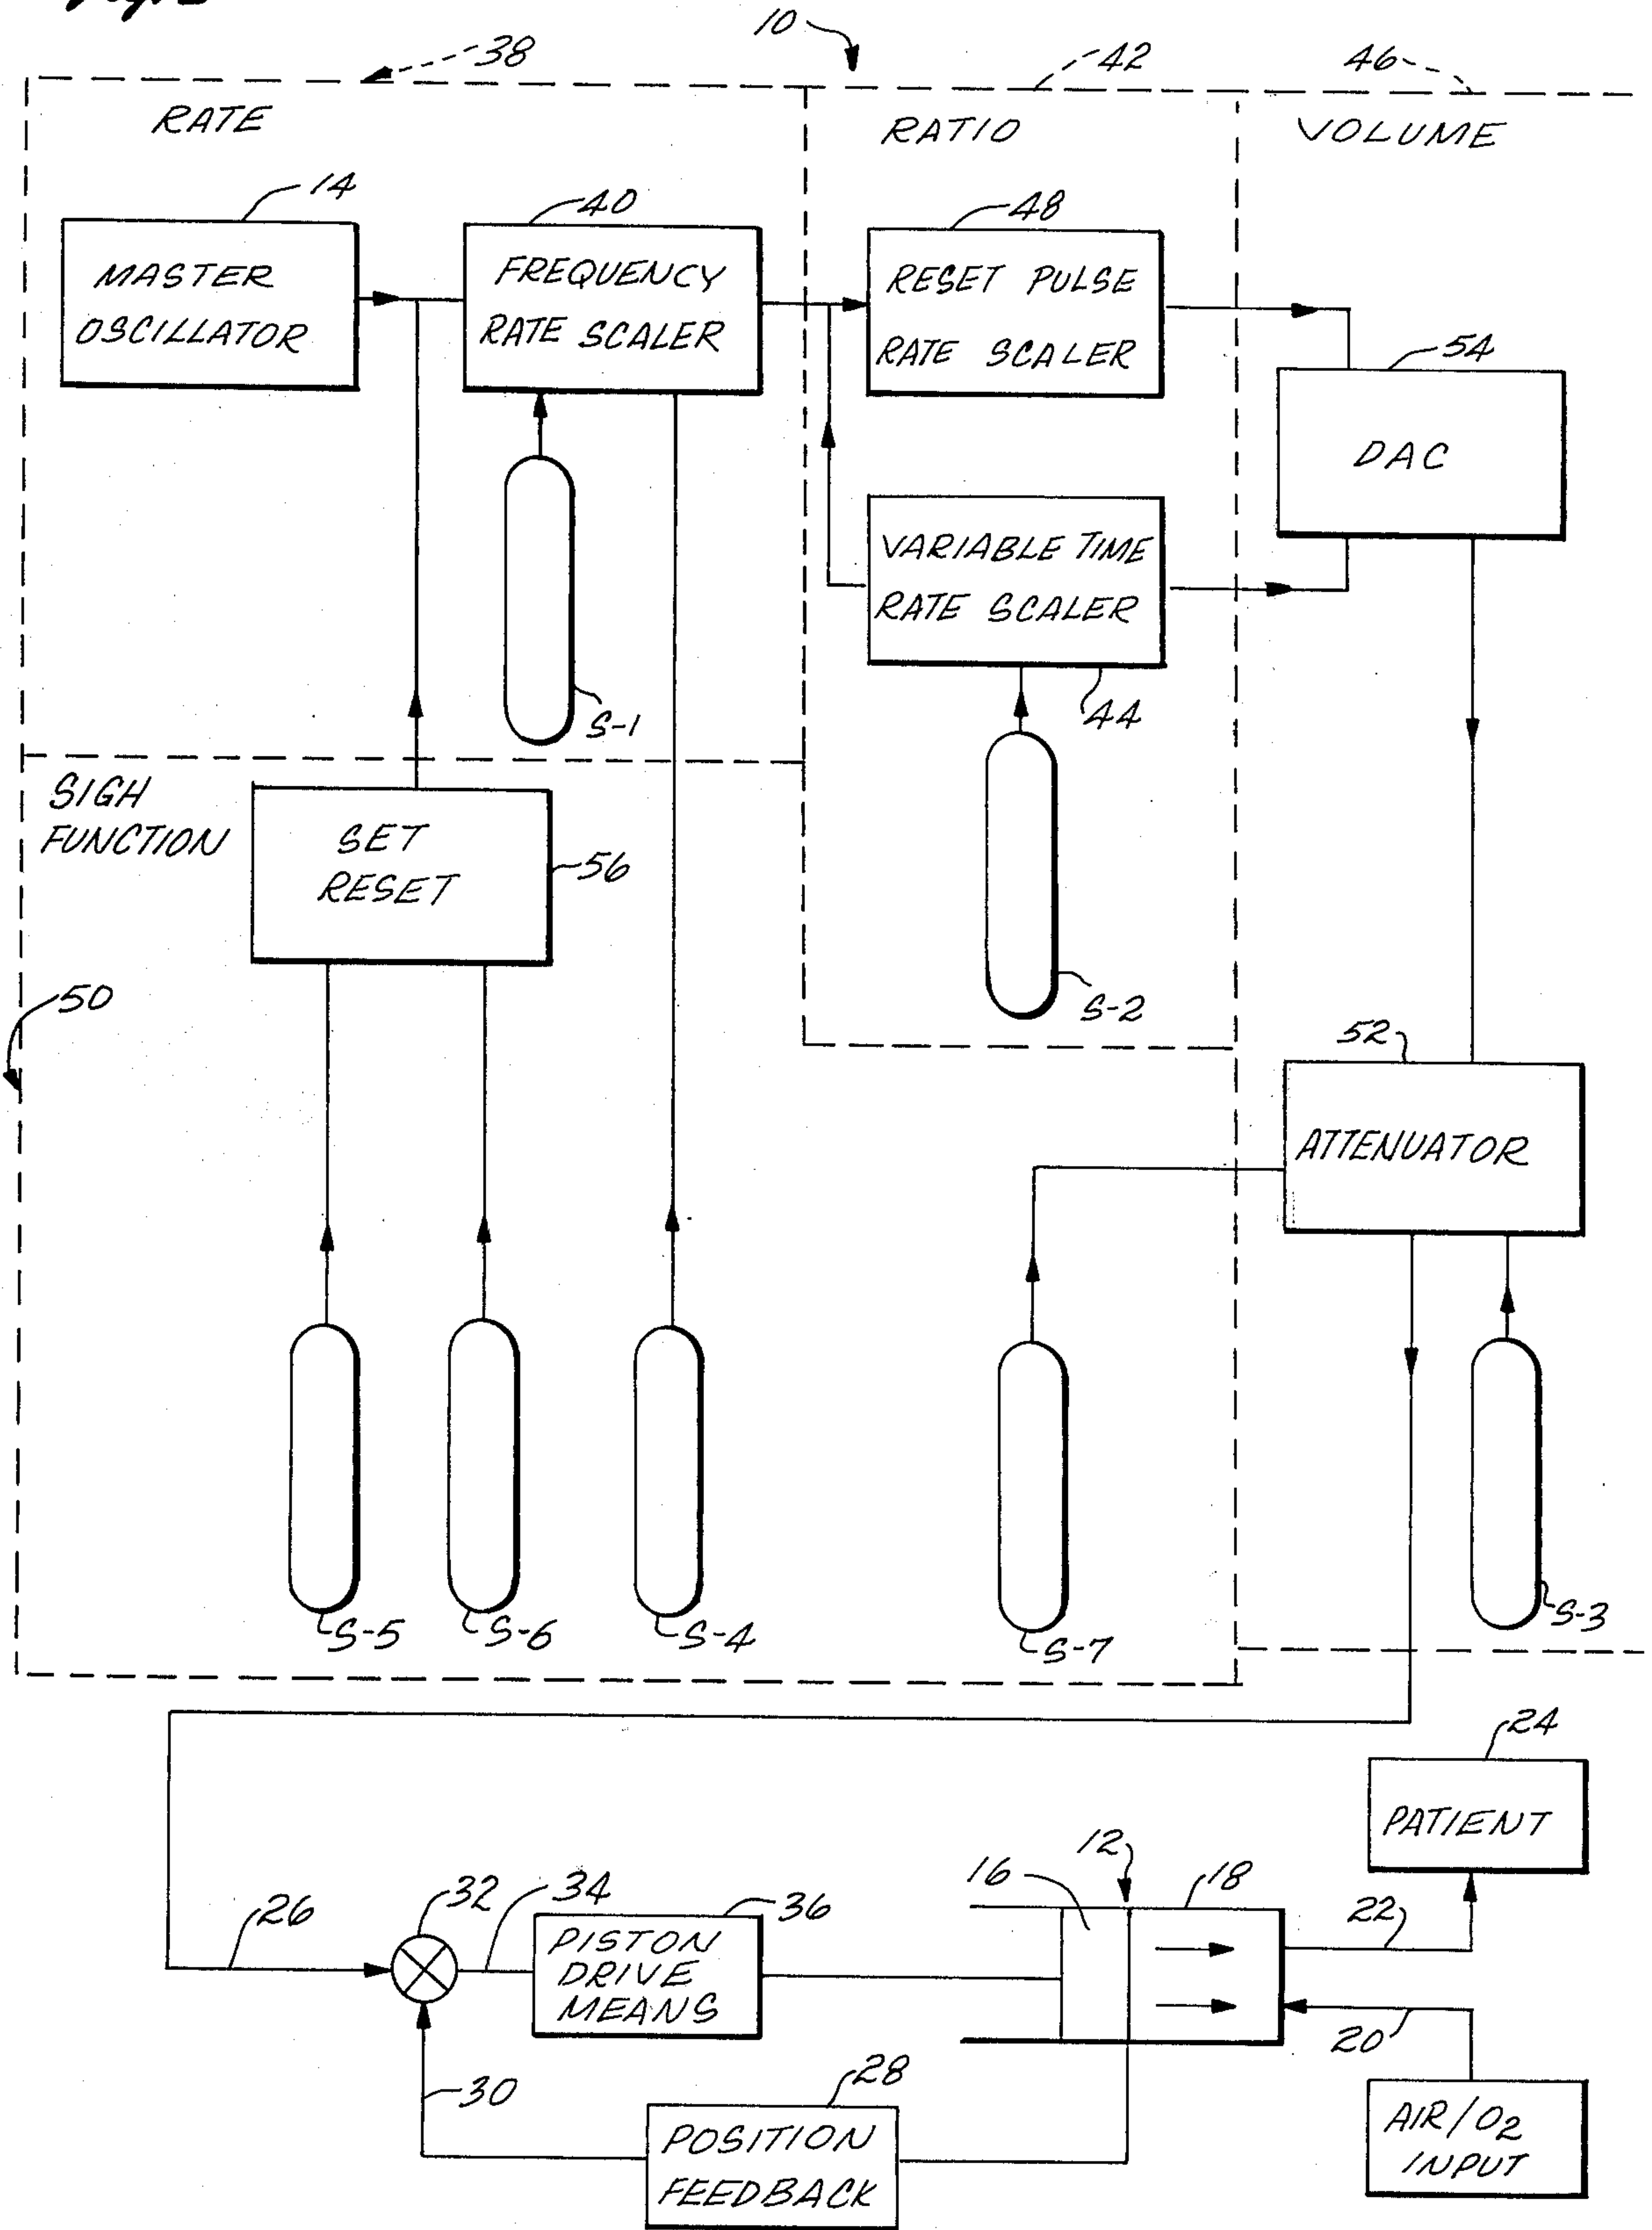 10
38
42
46
RATE
RATIO
VOLUME
14
40
48
MASTER
OSCILLATOR
FREQUENCY
RATE SCALER
RESET PULSE
RATE SCALER
54
DAC
VARIABLE TIME
RATE SCALER
S-1
44
SIGH
FUNCTION
SET
RESET
56
S-2
50
52
ATTENUATOR
S-5
S-6
S-4
S-7
S-3
24
PATIENT
12
16
18
32
34
36
26
22
PISTON
DRIVE
MEANS
20
30
28
POSITION
FEEDBACK
AIR/O2
INPUT